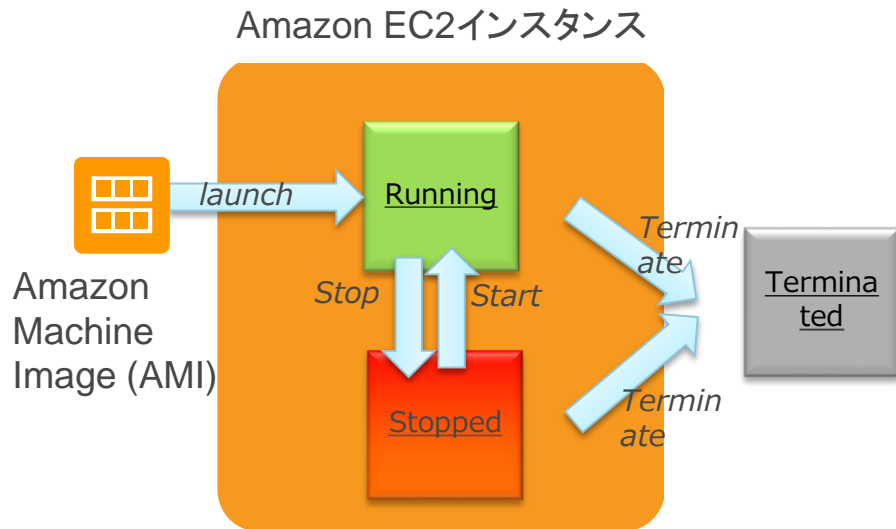 Amazon EC2インスタンス
launch
Running
Amazon
Machine
Image (AMI)
Stop
Start
Termin
ate
Termina
ted
Stopped
Termin
ate